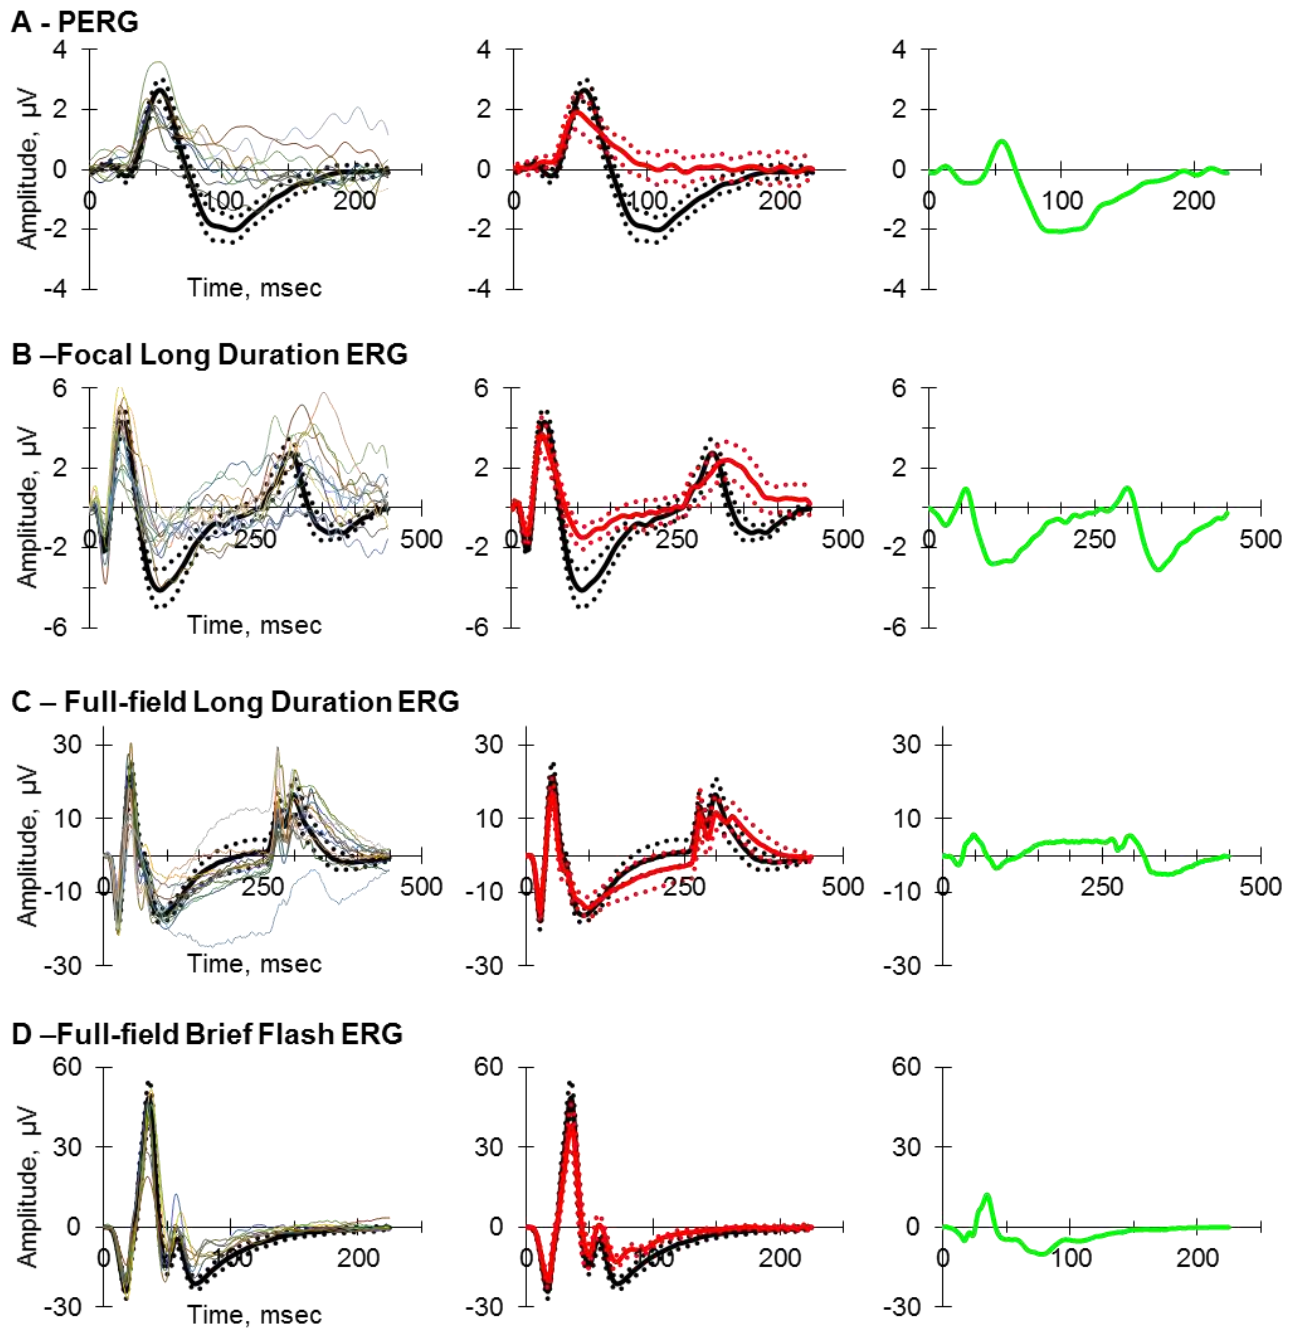 A - PERG
4 4 4
2 2 2
0 0 0
0 100 200 0 100 200 0 100 200
-2 -2 -2
-4 -4 -4
Amplitude, µV
Time, msec
B –Focal Long Duration ERG
6 6 6
2 2 2
0 250 500 0 250 500 0 250 500
-2 -2 -2
-6 -6 -6
Amplitude, µV
Time, msec
C – Full-field Long Duration ERG
30 30 30
10 10 10
-10 -10 -10
0 250 500 0 250 500 0 250 500
-30 -30 -30
Amplitude, µV
Time, msec
D –Full-field Brief Flash ERG
60 60 60
30 30 30
0 0 0
0 100 200 0 100 200 0 100 200
-30 -30 -30
Amplitude, µV
Time, msec